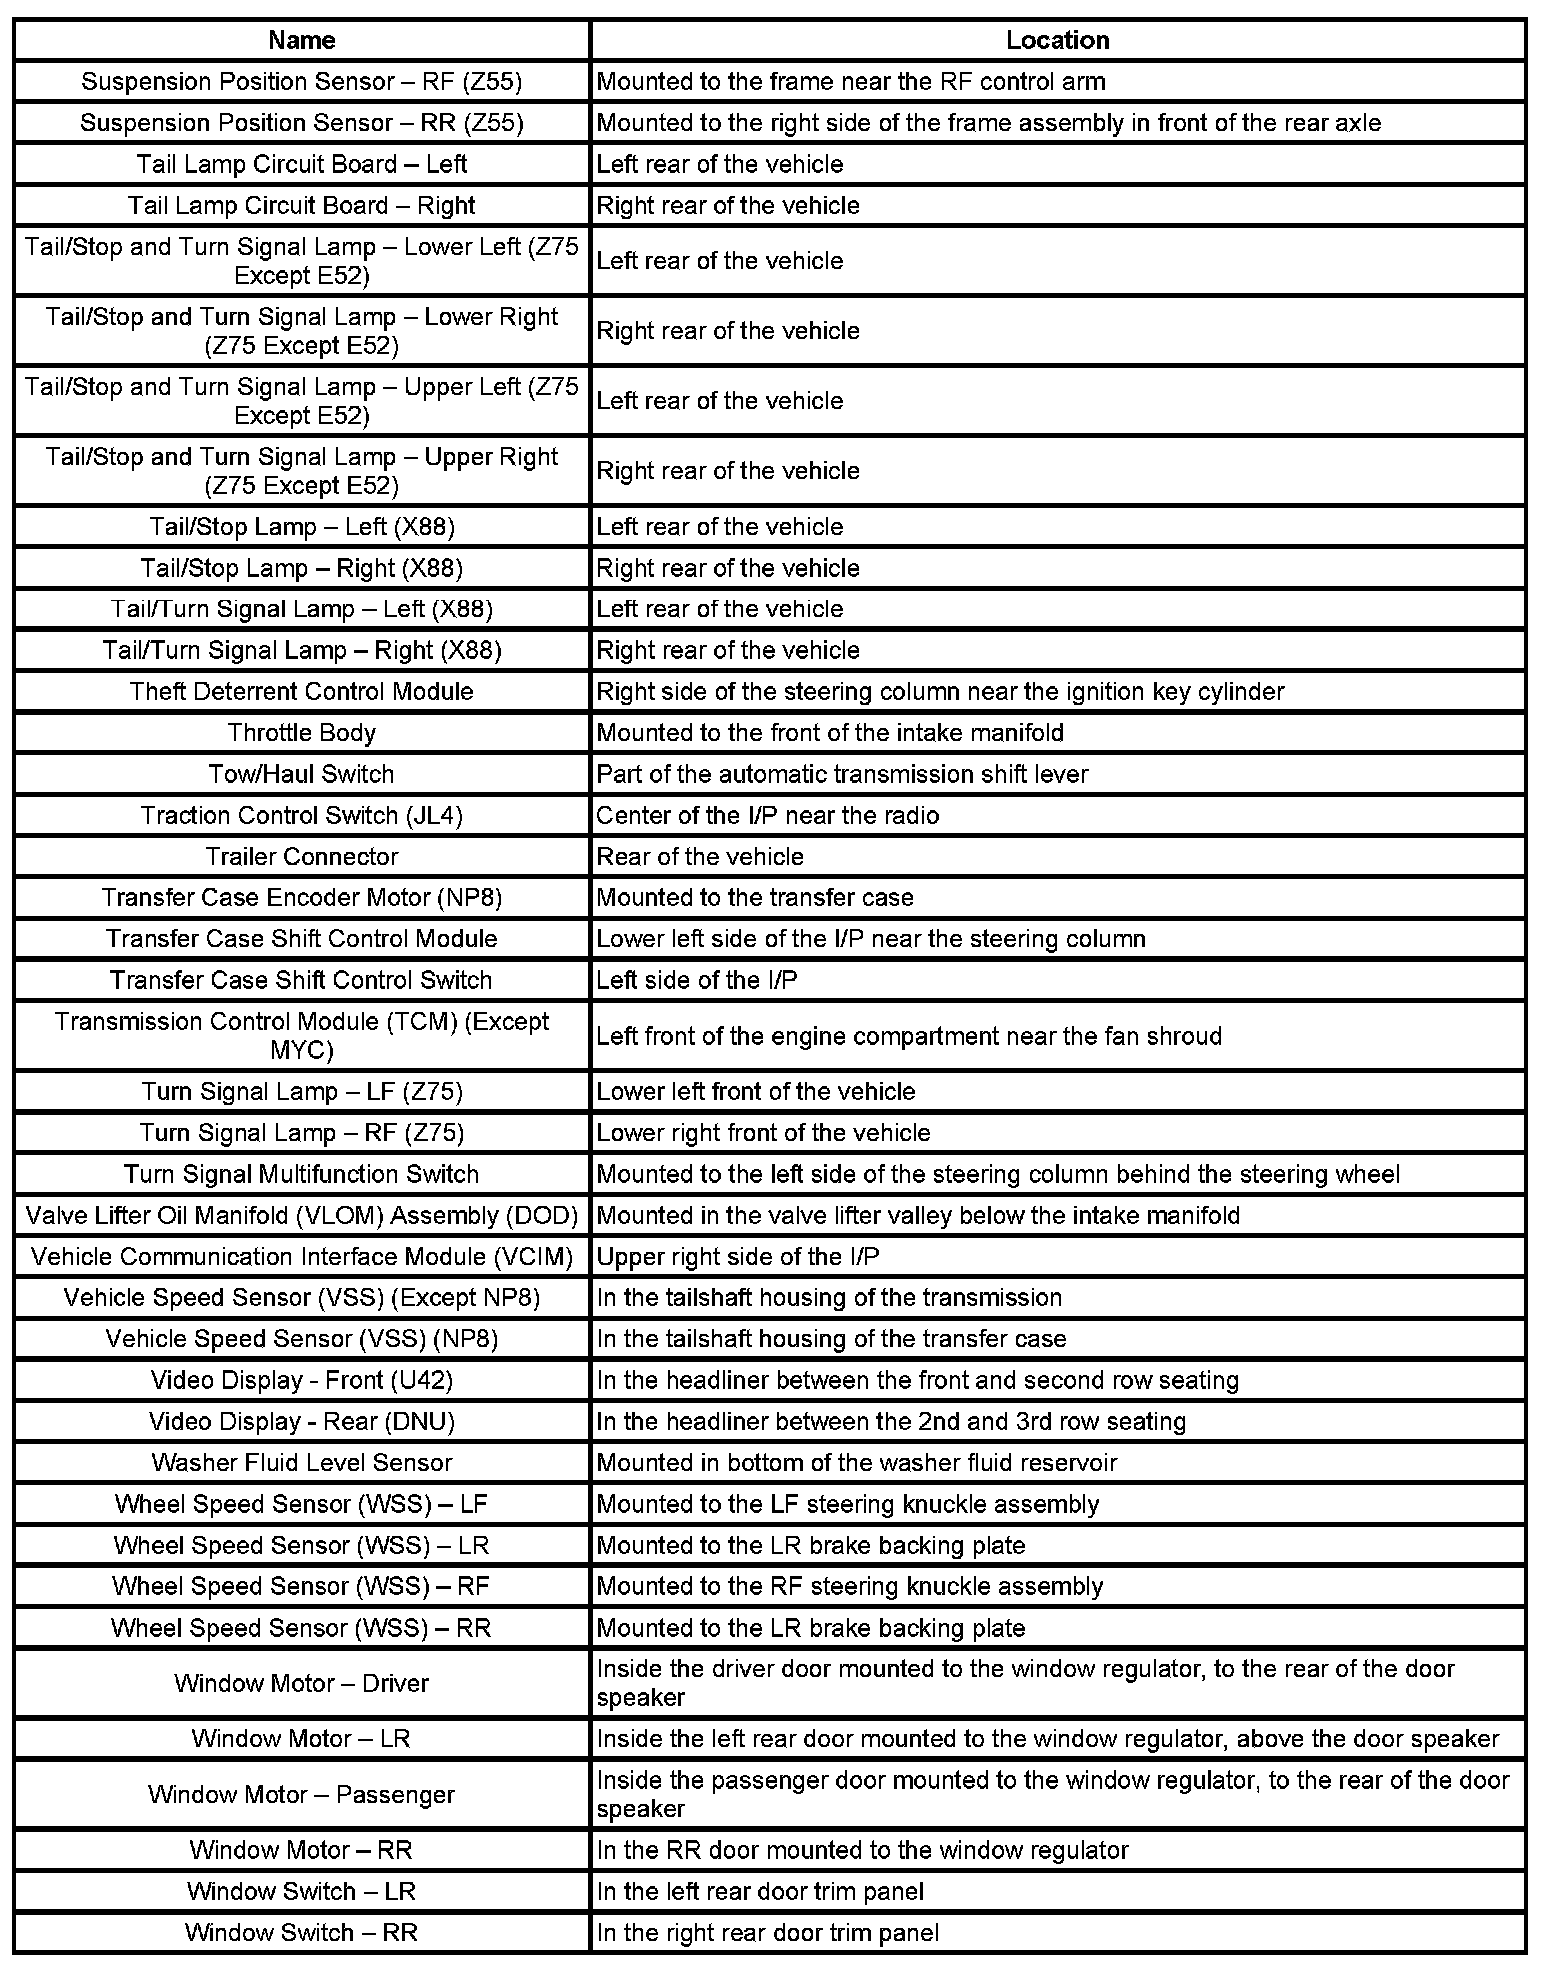 Name Location
Suspension Position Sensor – RF (Z55) Mounted to the frame near the RF control arm
Suspension Position Sensor – RR (Z55) Mounted to the right side of the frame assembly in front of the rear axle
Tail Lamp Circuit Board – Left Left rear of the vehicle
Tail Lamp Circuit Board – Right Right rear of the vehicle
Tail/Stop and Turn Signal Lamp – Lower Left (Z75
Except E52)
Left rear of the vehicle
Tail/Stop and Turn Signal Lamp – Lower Right
(Z75 Except E52)
Right rear of the vehicle
Tail/Stop and Turn Signal Lamp – Upper Left (Z75
Except E52)
Left rear of the vehicle
Tail/Stop and Turn Signal Lamp – Upper Right
(Z75 Except E52)
Right rear of the vehicle
Tail/Stop Lamp – Left (X88) Left rear of the vehicle
Tail/Stop Lamp – Right (X88) Right rear of the vehicle
Tail/Turn Signal Lamp – Left (X88) Left rear of the vehicle
Tail/Turn Signal Lamp – Right (X88) Right rear of the vehicle
Theft Deterrent Control Module Right side of the steering column near the ignition key cylinder
Throttle Body Mounted to the front of the intake manifold
Tow/Haul Switch Part of the automatic transmission shift lever
Traction Control Switch (JL4) Center of the I/P near the radio
Trailer Connector Rear of the vehicle
Transfer Case Encoder Motor (NP8) Mounted to the transfer case
Transfer Case Shift Control Module Lower left side of the I/P near the steering column
Transfer Case Shift Control Switch Left side of the I/P
Transmission Control Module (TCM) (Except
MYC)
Left front of the engine compartment near the fan shroud
Turn Signal Lamp – LF (Z75) Lower left front of the vehicle
Turn Signal Lamp – RF (Z75) Lower right front of the vehicle
Turn Signal Multifunction Switch Mounted to the left side of the steering column behind the steering wheel
Valve Lifter Oil Manifold (VLOM) Assembly (DOD) Mounted in the valve lifter valley below the intake manifold
Vehicle Communication Interface Module (VCIM) Upper right side of the I/P
Vehicle Speed Sensor (VSS) (Except NP8) In the tailshaft housing of the transmission
Vehicle Speed Sensor (VSS) (NP8) In the tailshaft housing of the transfer case
Video Display - Front (U42) In the headliner between the front and second row seating
Video Display - Rear (DNU) In the headliner between the 2nd and 3rd row seating
Washer Fluid Level Sensor Mounted in bottom of the washer fluid reservoir
Wheel Speed Sensor (WSS) – LF Mounted to the LF steering knuckle assembly
Wheel Speed Sensor (WSS) – LR Mounted to the LR brake backing plate
Wheel Speed Sensor (WSS) – RF Mounted to the RF steering knuckle assembly
Wheel Speed Sensor (WSS) – RR Mounted to the LR brake backing plate
Window Motor – Driver
Inside the driver door mounted to the window regulator, to the rear of the door
speaker
Window Motor – LR Inside the left rear door mounted to the window regulator, above the door speaker
Window Motor – Passenger
Inside the passenger door mounted to the window regulator, to the rear of the door
speaker
Window Motor – RR In the RR door mounted to the window regulator
Window Switch – LR In the left rear door trim panel
Window Switch – RR In the right rear door trim panel